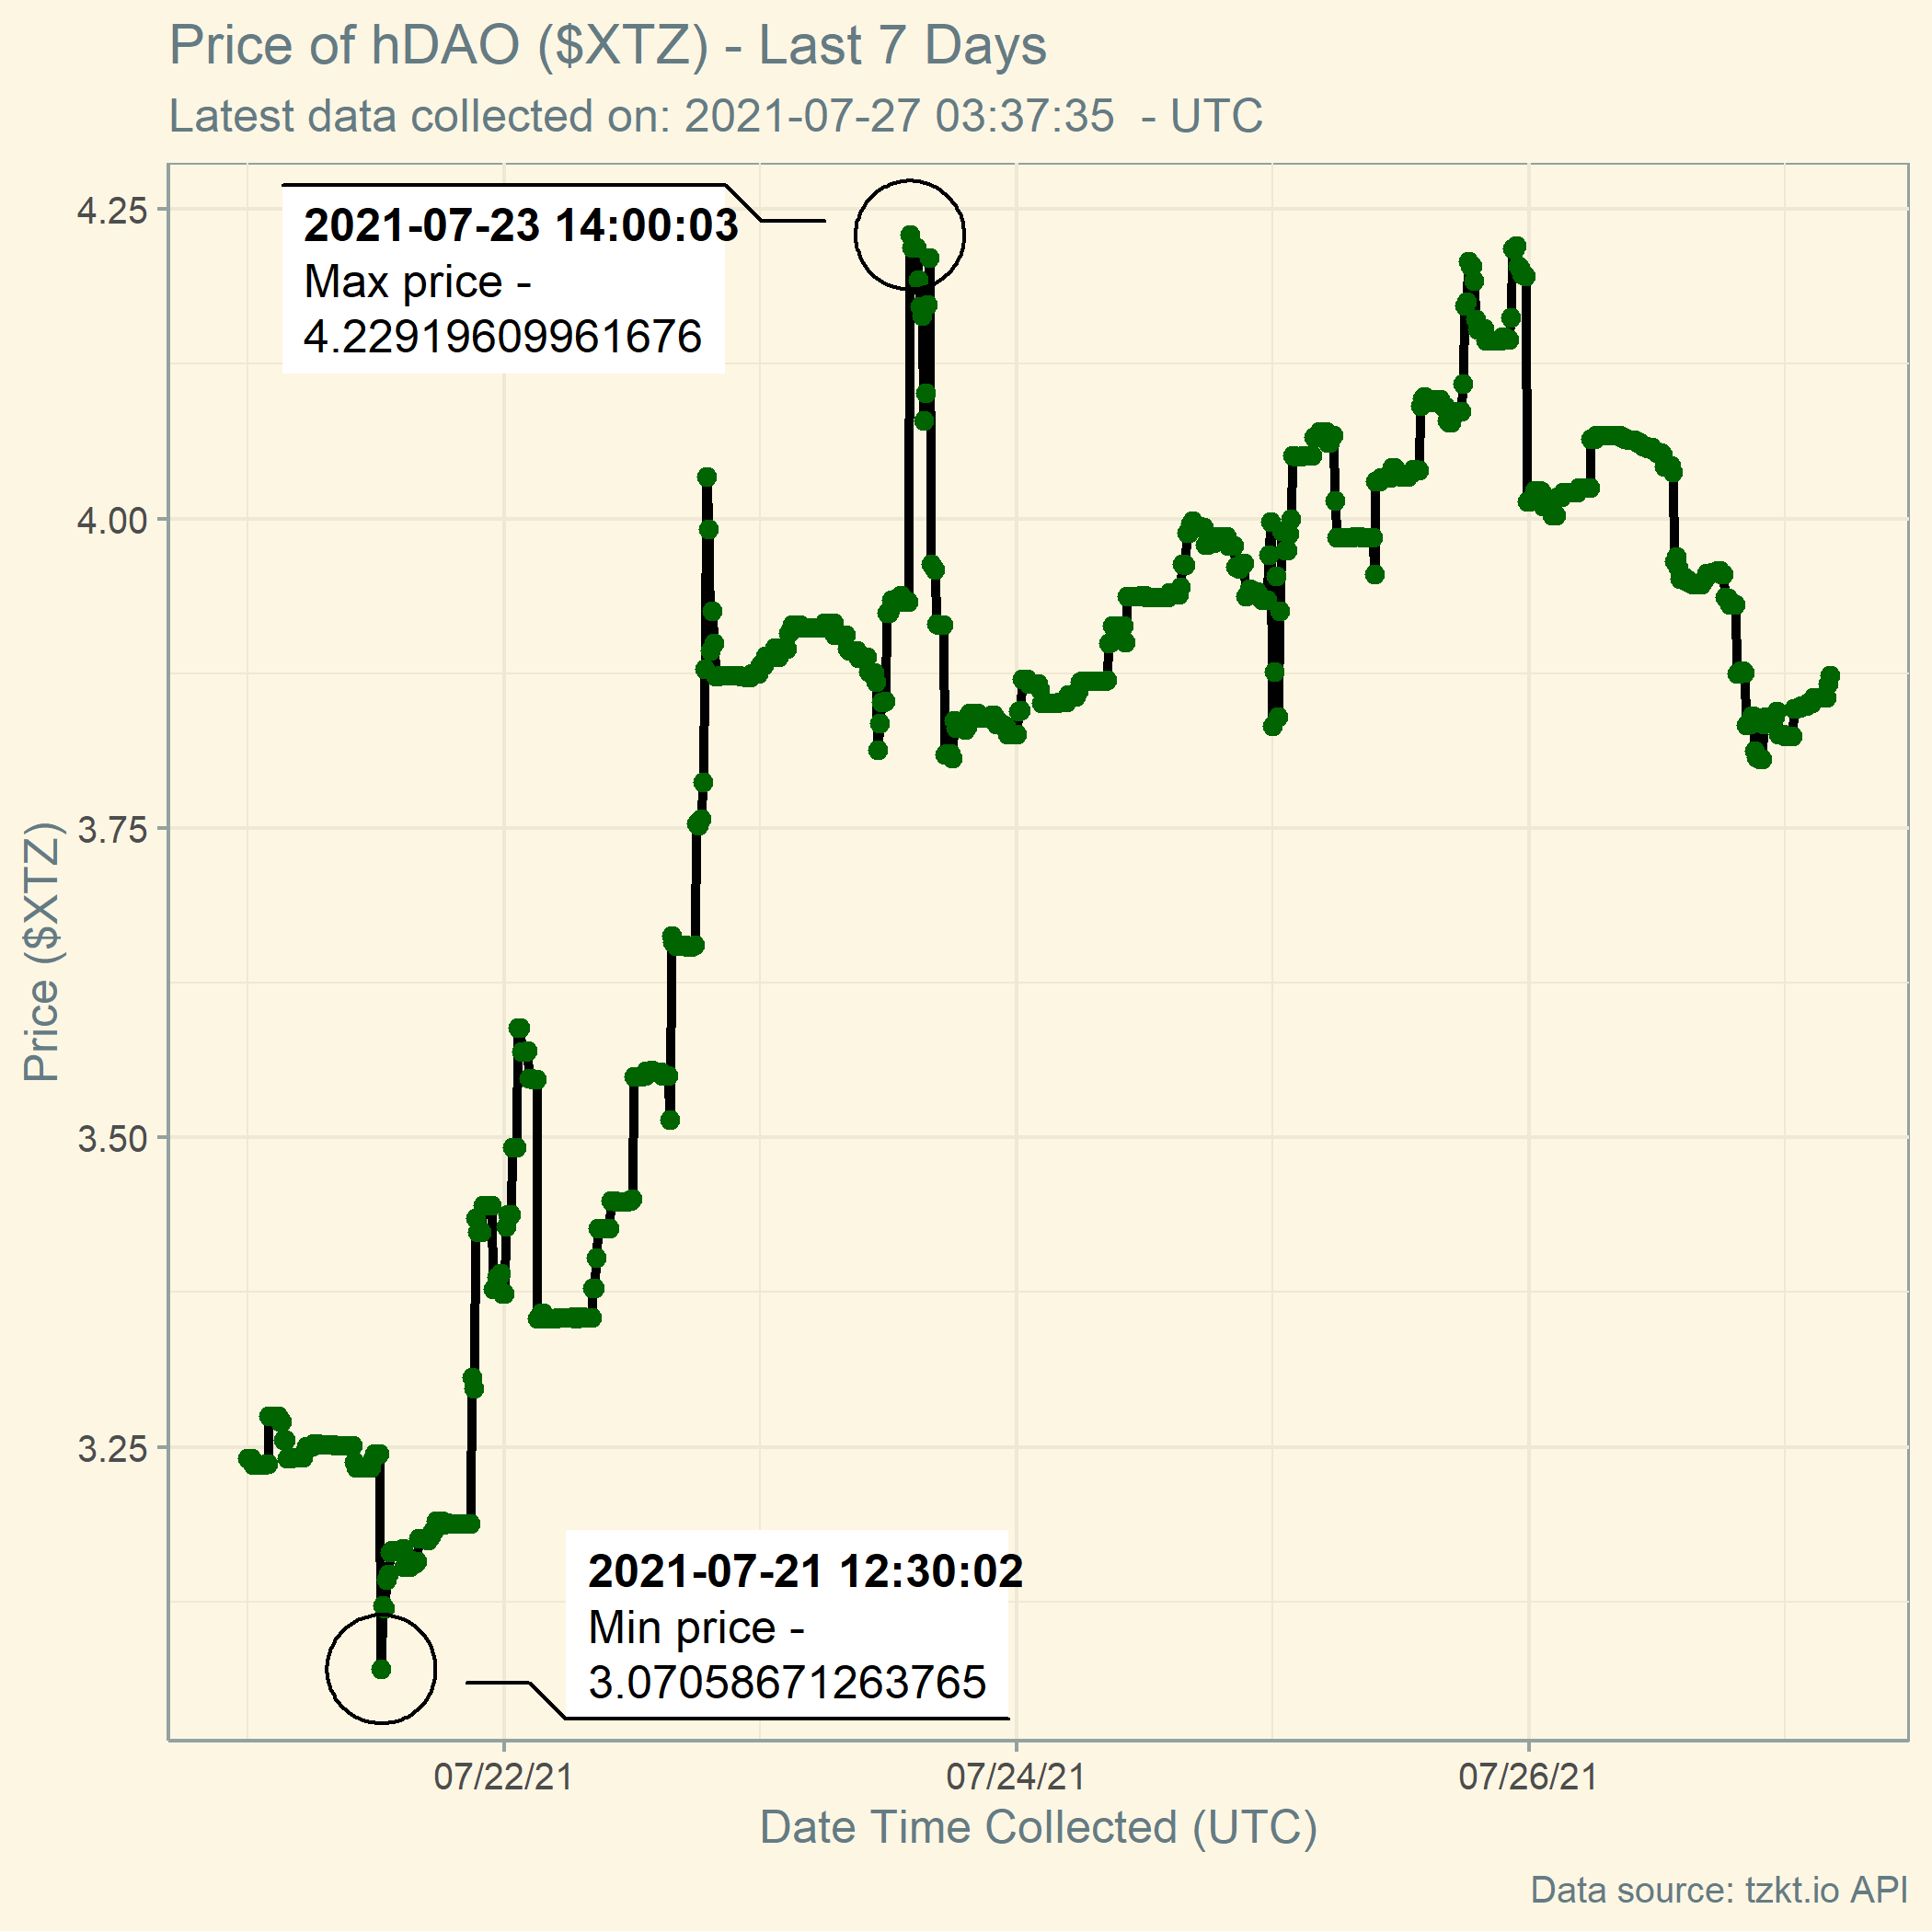 Price of hDAO ($XTZ) - Last 7 Days
Latest data collected on: 2021-07-27 03:37:35  - UTC
2021-07-23 14:00:03
Max price -
4.22919609961676
4.25
4.00
3.75
3.50
3.25
Price ($XTZ)
2021-07-21 12:30:02
Min price -
3.07058671263765
07/22/21
07/24/21
07/26/21
Date Time Collected (UTC)
Data source: tzkt.io API